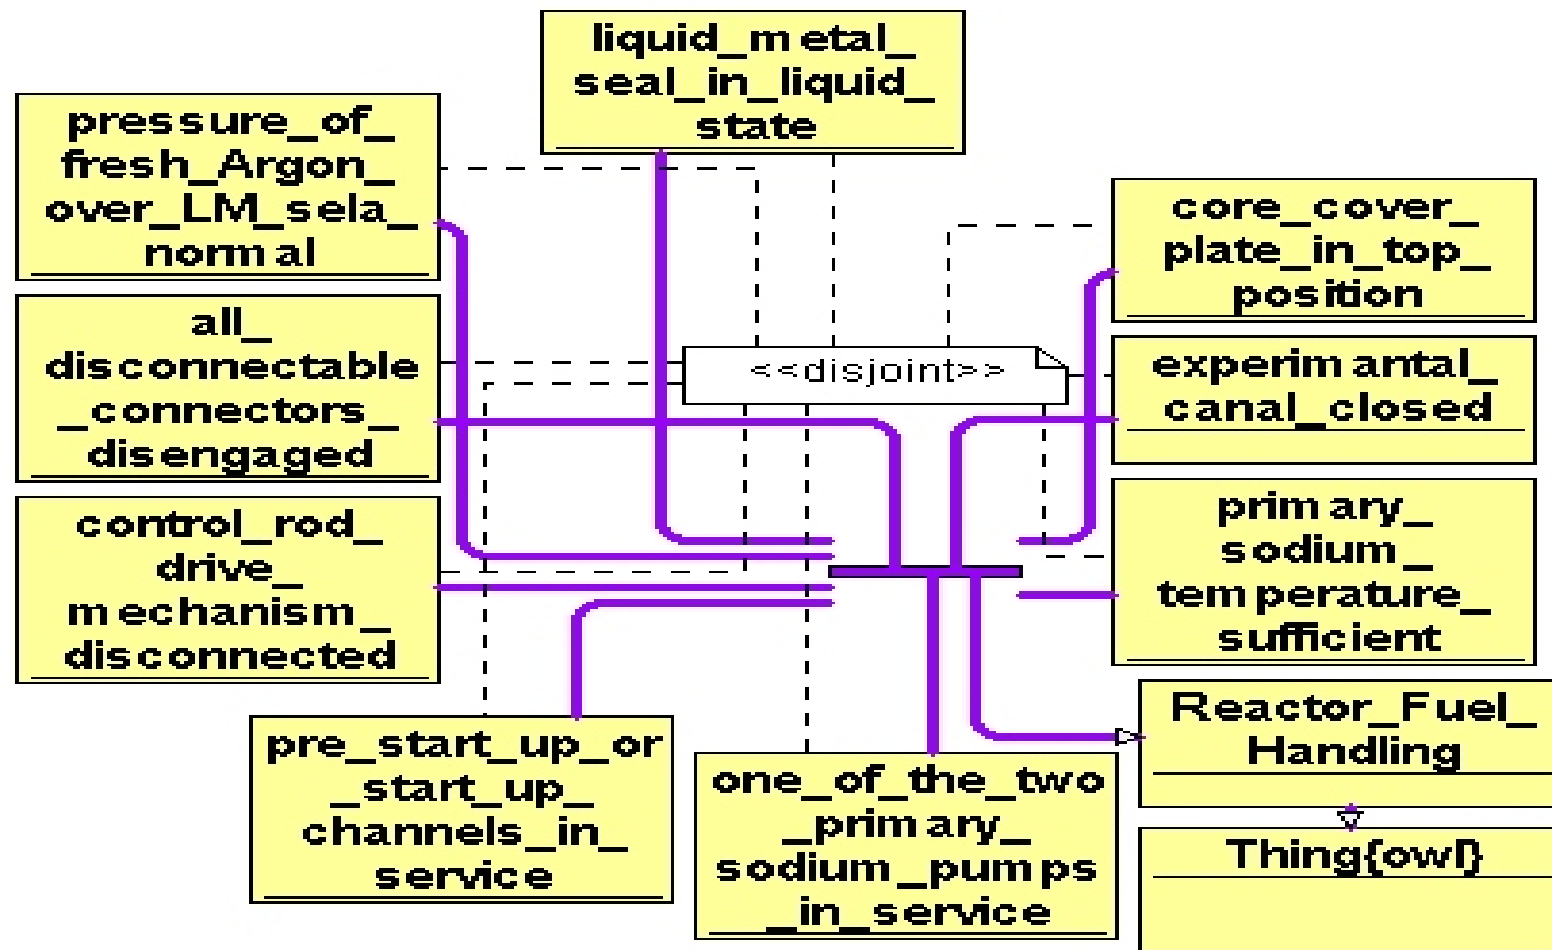 liquid_metal_
seal_in_liquid_
state
pressure_of_
fresh_Argon_
over_LM_sela_
normal
core_cover_
plate_in_top_
position
all_
disconnectable
_connectors_
disengaged
<<disjoint>>
experimantal_
canal_closed
control_rod_
drive_
mechanism_
disconnected
primary_
sodium_
temperature_
sufficient
pre_start_up_or
_start_up_
channels_in_
service
one_of_the_two
_primary_
sodium_pumps
_in_service
Reactor_Fuel_
Handling
Thing{owl}